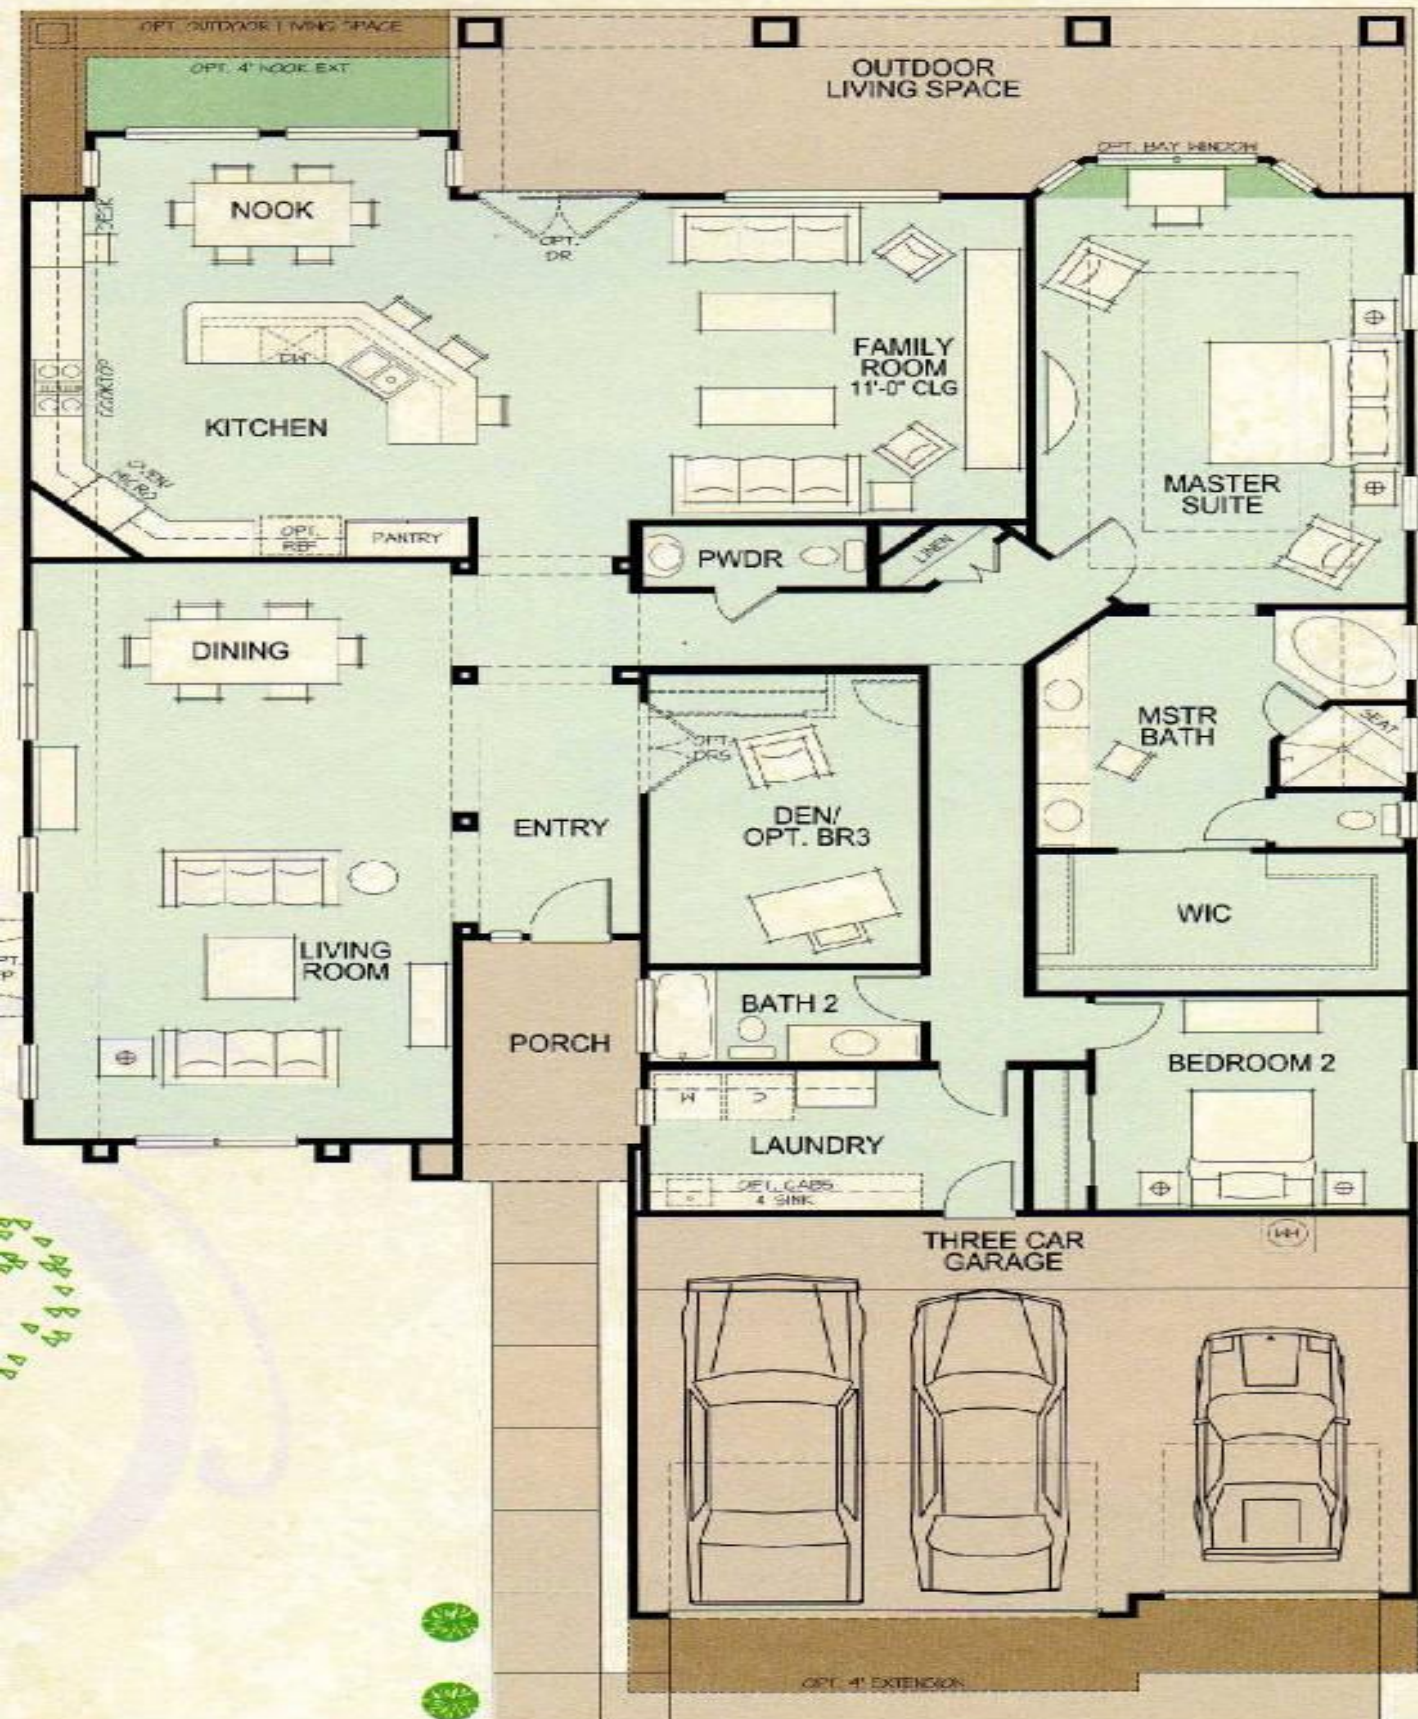 OPT. OUTDOOR LIVING SPACE
OPT. 4' NOOK EXT
OUTDOOR
LIVING SPACE
OPT. BAY WINDOW
NOOK
DESK
OPT.
DR
DW
FAMILY
ROOM
11'-0" CLG
COOKTOP
KITCHEN
OVEN/
MICRO
OPT.
REF
PANTRY
MASTER
SUITE
PWDR
LINEN
DINING
MSTR
BATH
SEAT
OPT.
DRS
DEN/
OPT. BR3
ENTRY
WIC
LIVING
ROOM
BATH 2
PORCH
BEDROOM 2
W
LAUNDRY
OPT. CABS
& SINK
THREE CAR
GARAGE
WH
OPT. 4' EXTENSION